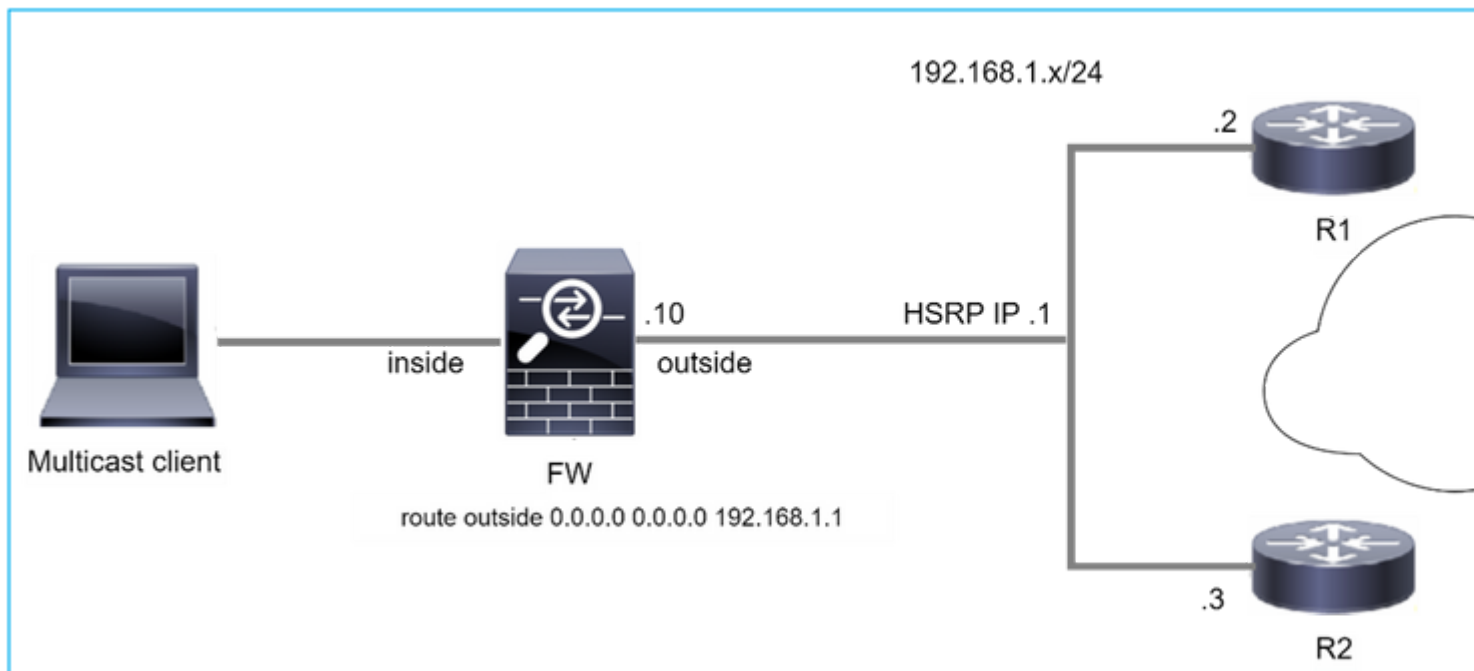 192.168.1.x/24
.2
R1
.10
HSRP IP .1
inside
outside
Multicast client
FW
route outside 0.0.0.0 0.0.0.0 192.168.1.1
.3
R2